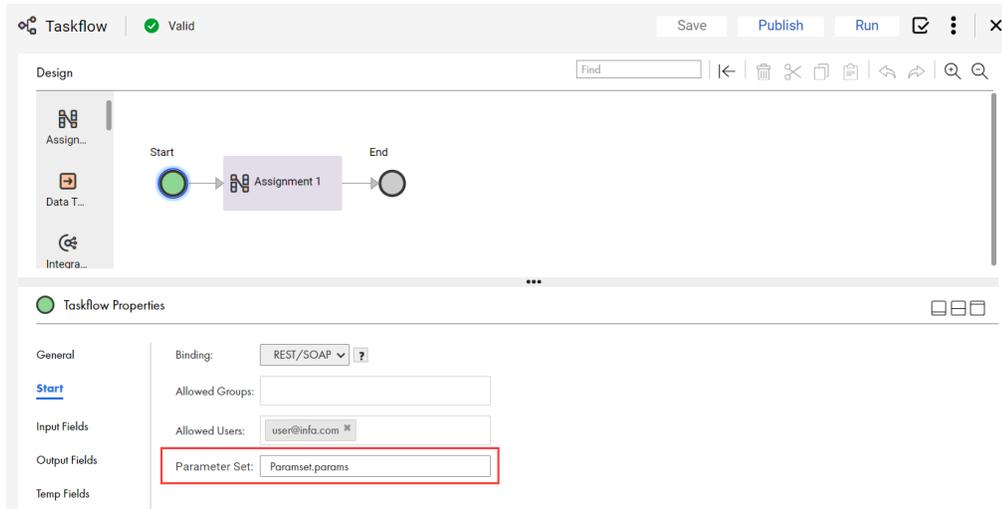 Taskflow Valid Save Publish Run
Design Find
Assign...
Data T...
Integra...
Start End
Assignment 1
Taskflow Properties
General
Start
Input Fields
Output Fields
Temp Fields
Binding: REST/SOAP ?
Allowed Groups:
Allowed Users: user@infa.com
Parameter Set: Paramset.params